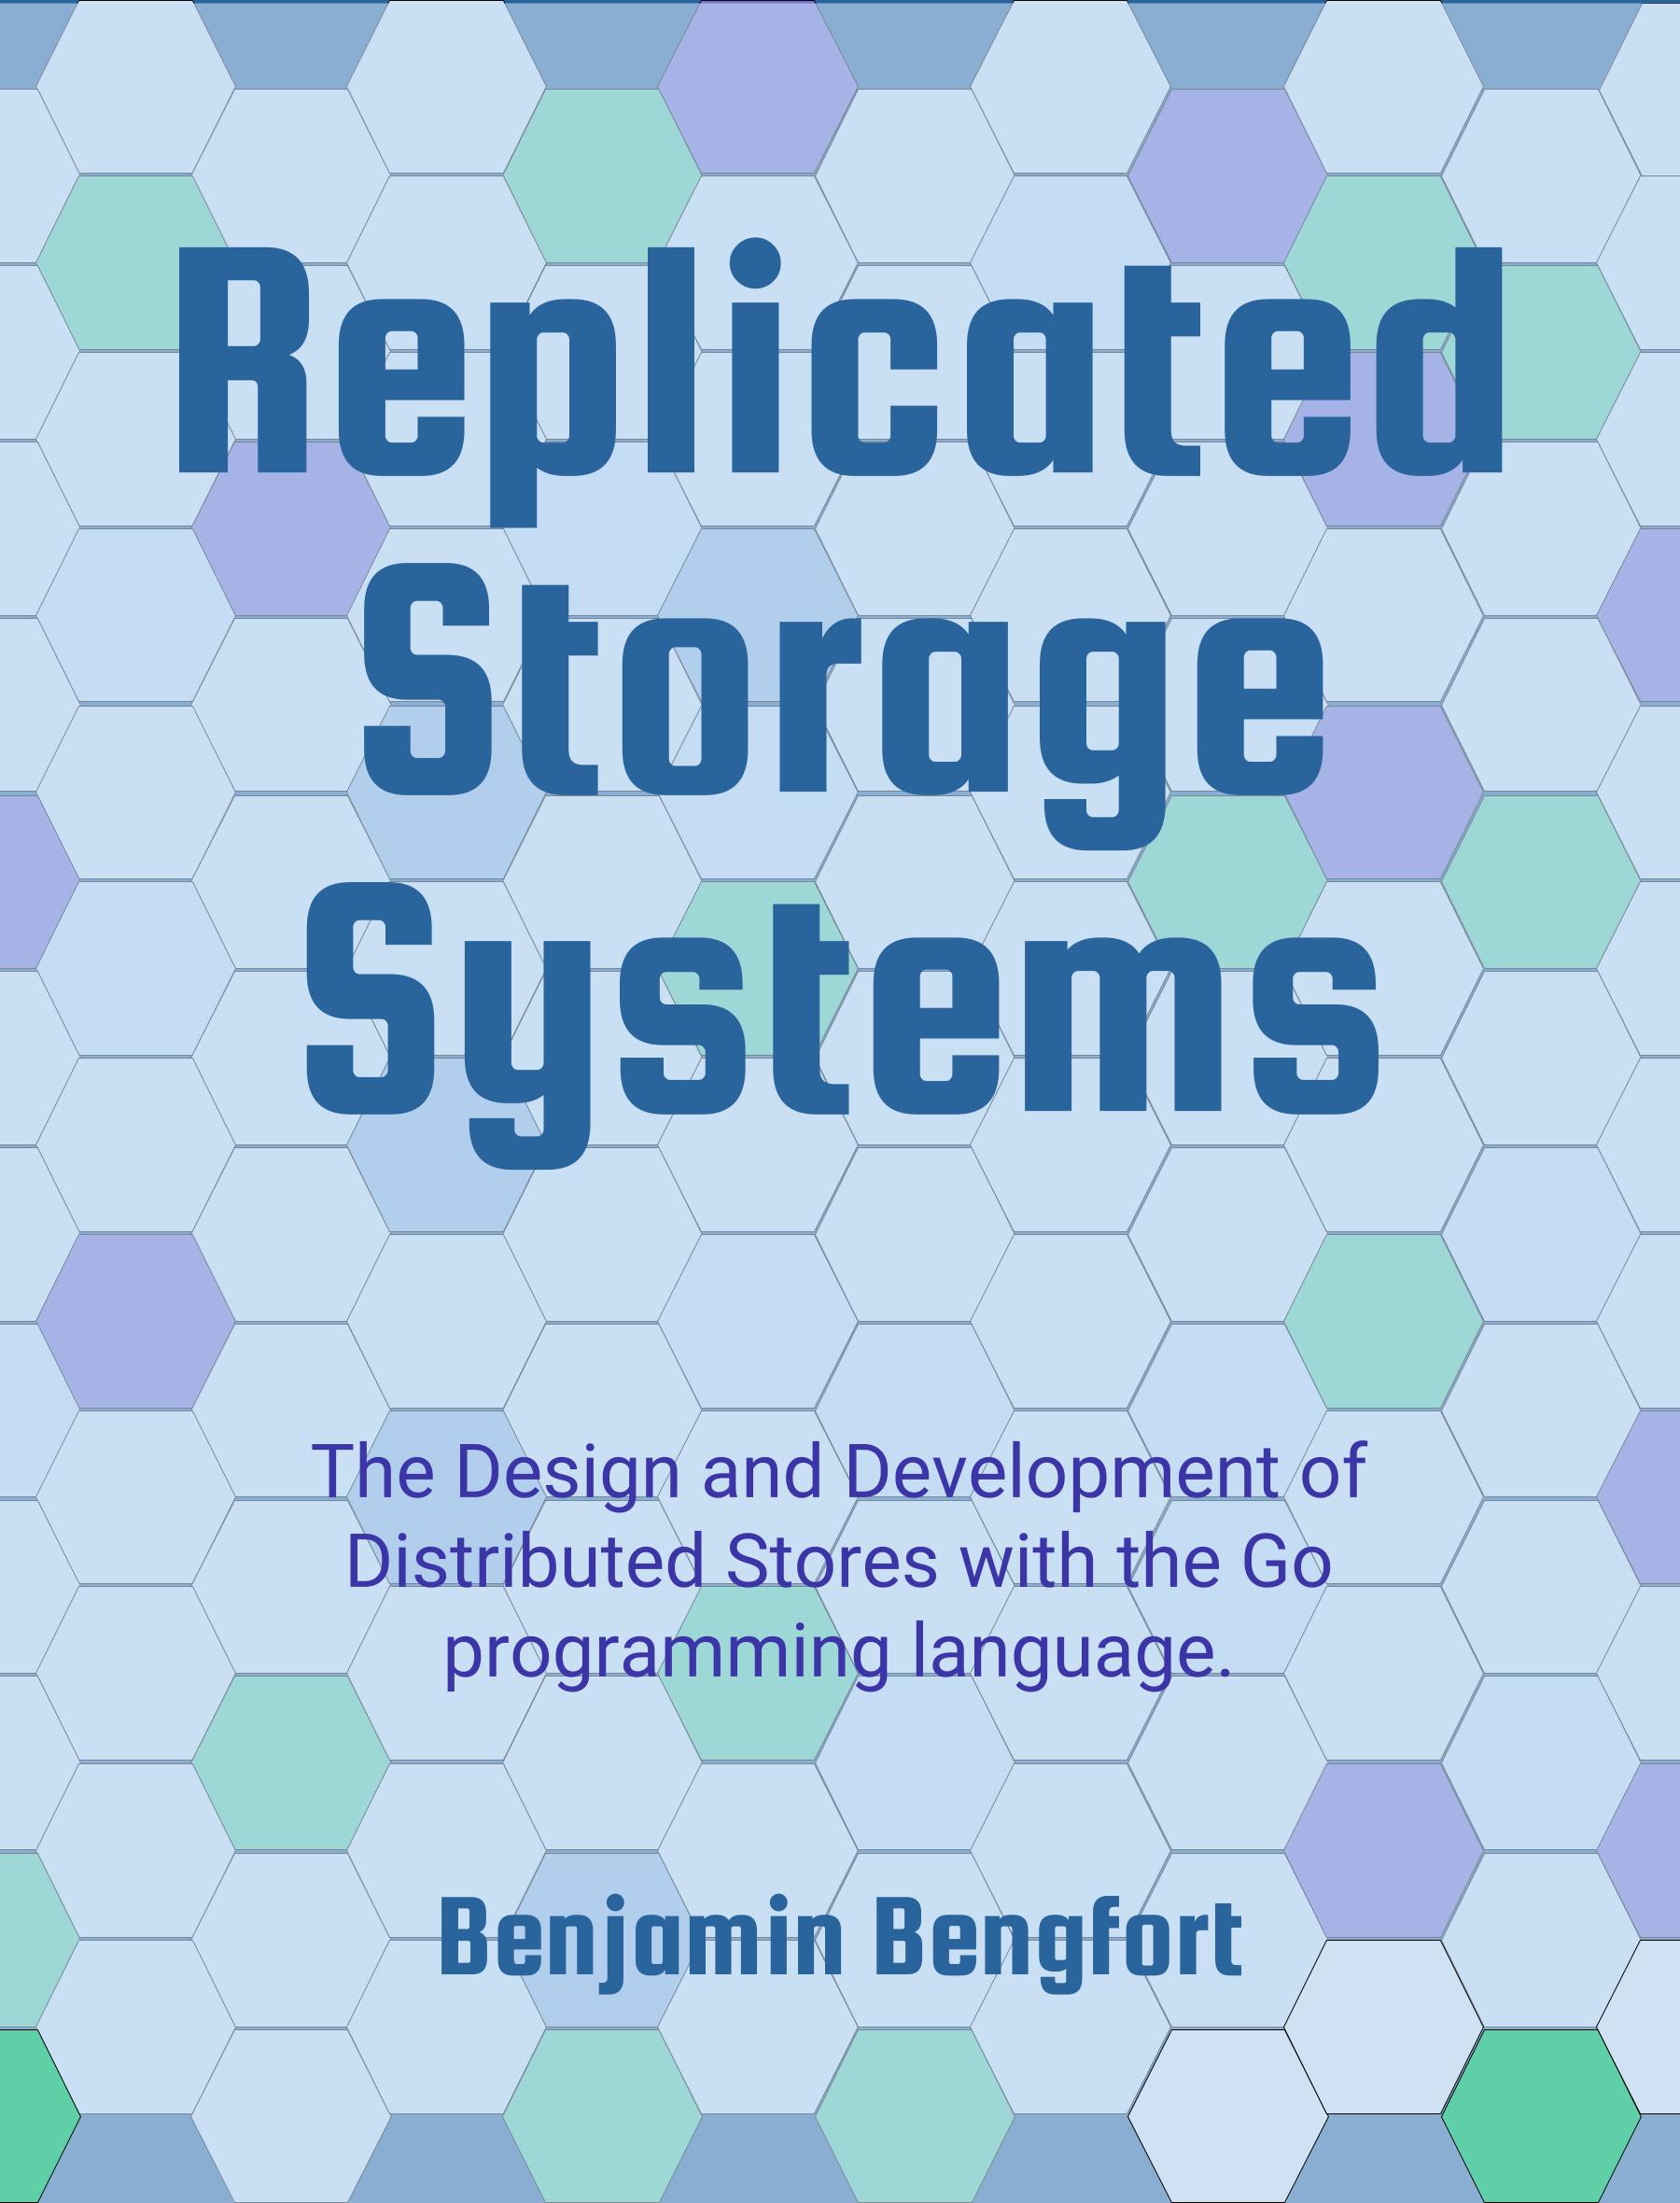 Replicated
Storage
Systems
The Design and Development of
Distributed Stores with the Go
programming language.
Benjamin Bengfort